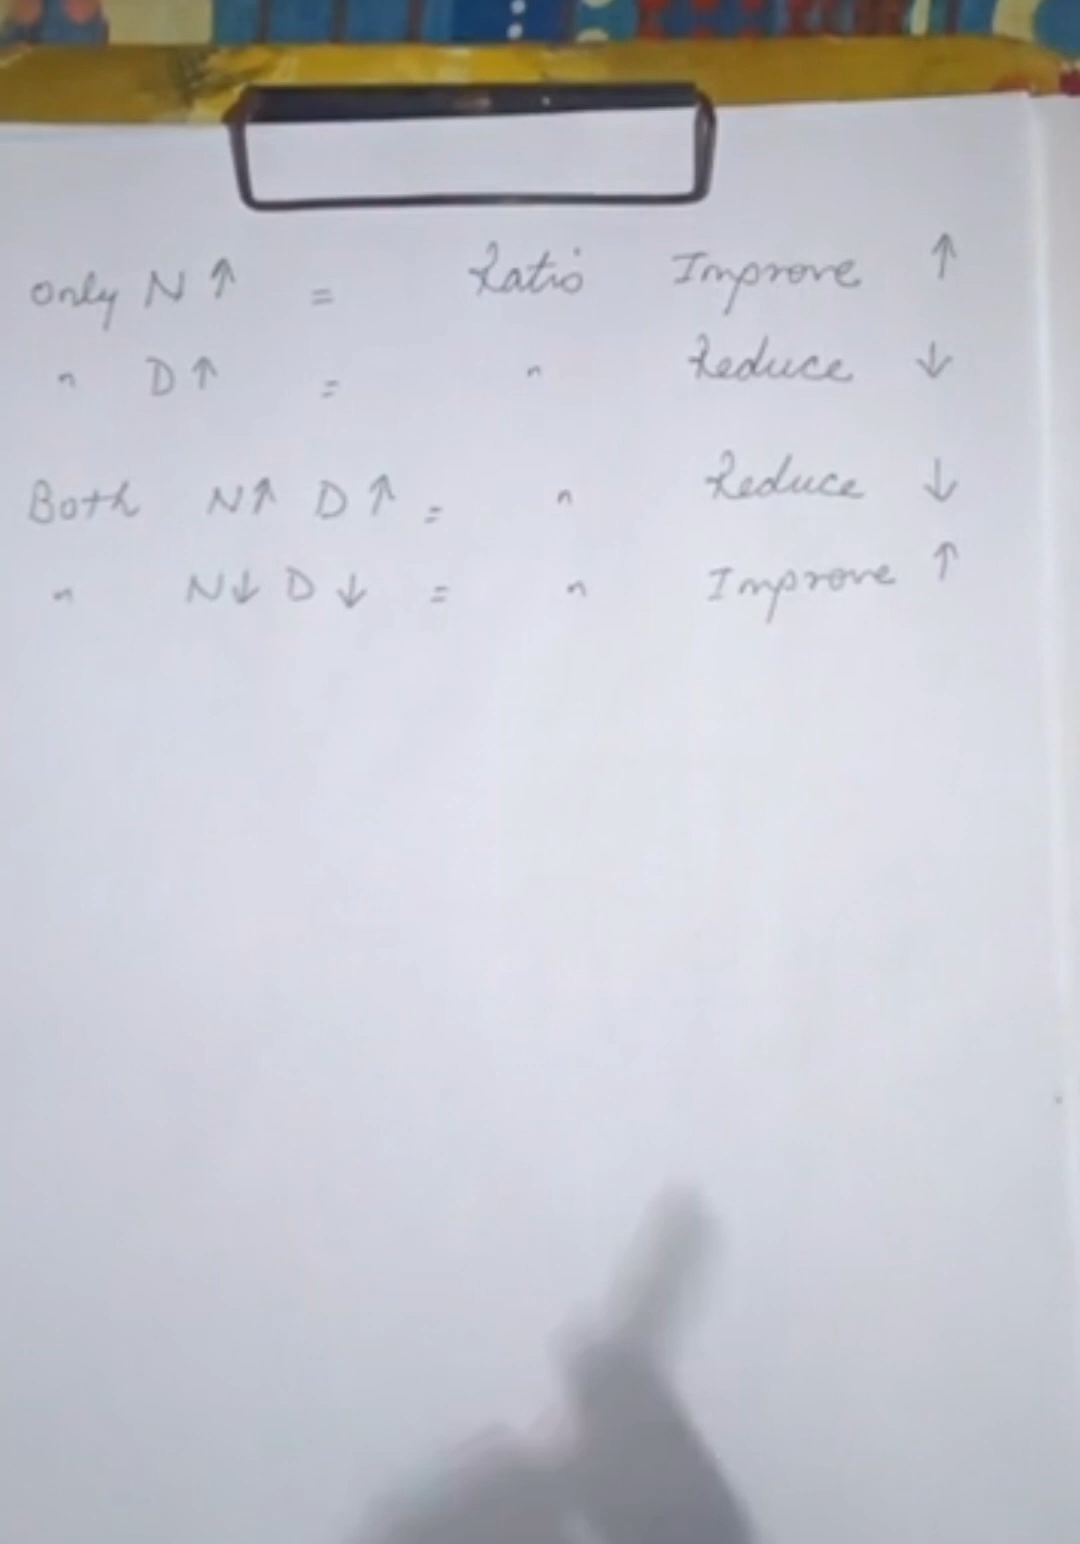 Only N ↑ = Ratio Improve ↑
" D ↑ = " Reduce ↓
Both N↑ D ↑ = " Reduce ↓
" N↓ D ↓ = " Improve ↑